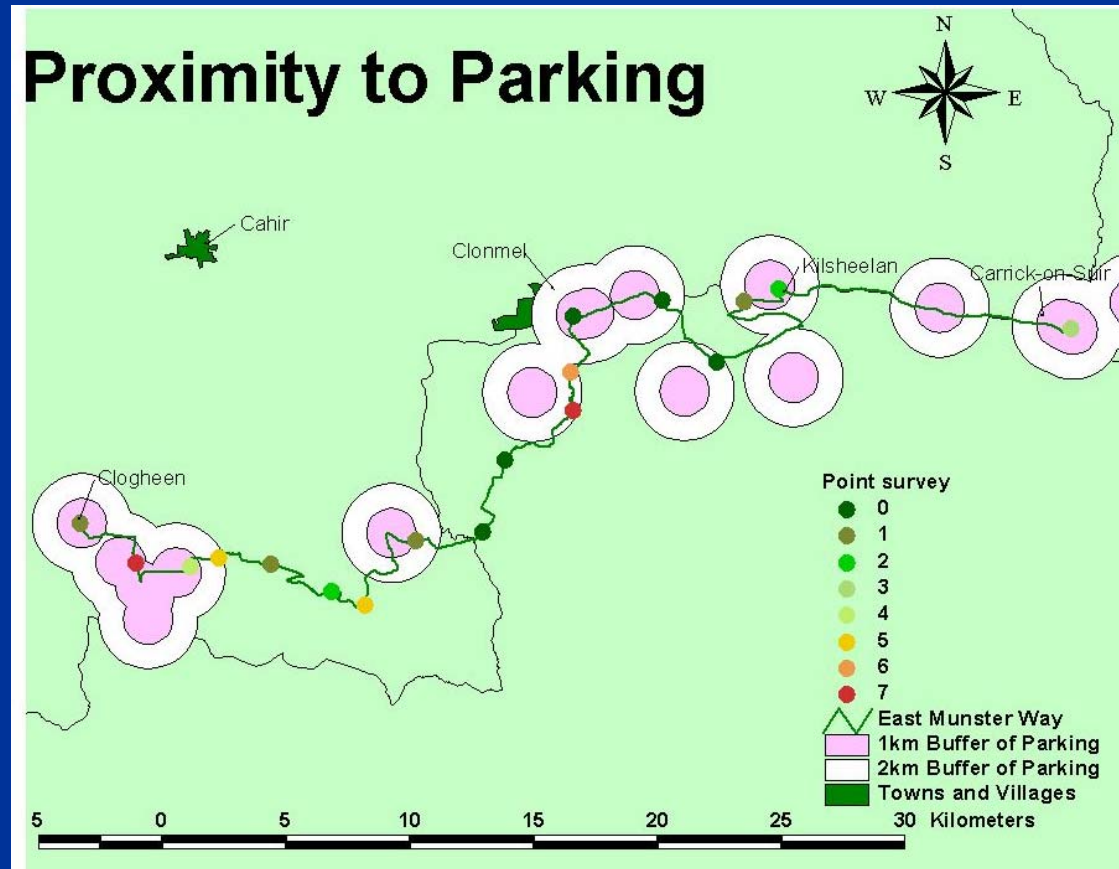 Proximity to Parking
N
W E
S
Cahir
Clonmel
Kilsheelan
Carrick-on-Suir
Clogheen
Point survey
0
1
2
3
4
5
6
7
East Munster Way
1km Buffer of Parking
2km Buffer of Parking
Towns and Villages
5 0 5 10 15 20 25 30 Kilometers